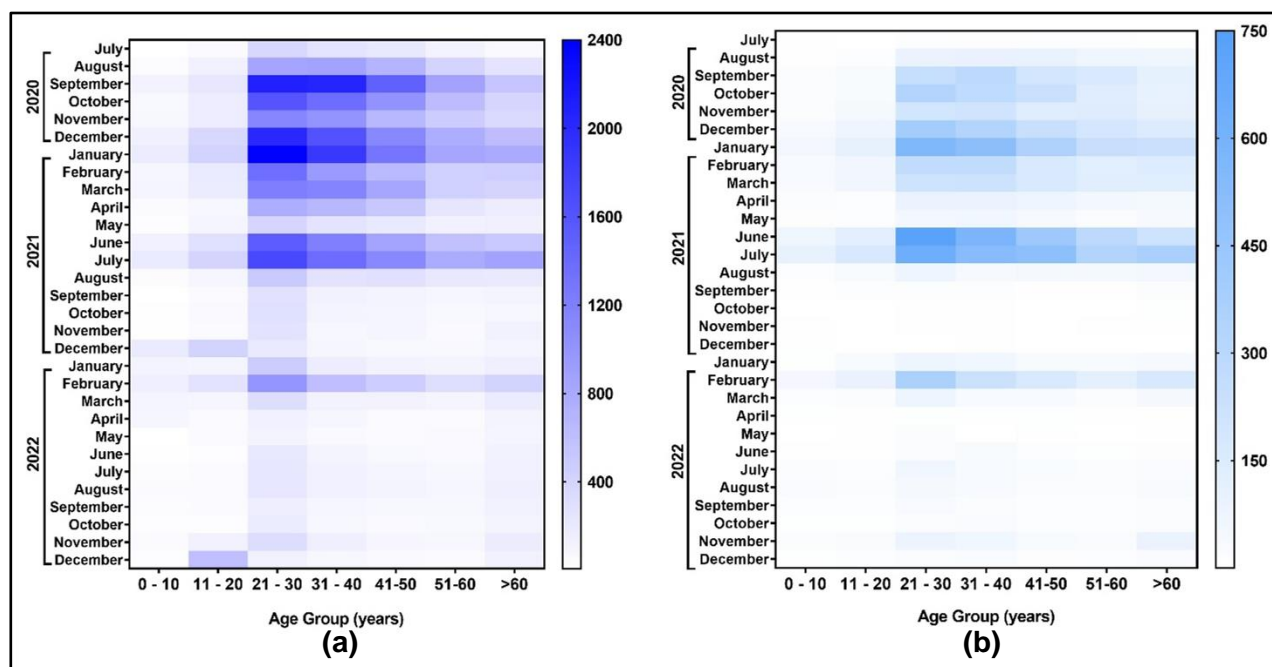 2020
July
August
September
October
November
December
2021
January
February
March
April
May
June
July
August
September
October
November
December
2022
January
February
March
April
May
June
July
August
September
October
November
December
0 - 10 11 - 20 21 - 30 31 - 40 41-50 51-60 >60
Age Group (years)
2400
2000
1600
1200
800
400
(a)
2020
July
August
September
October
November
December
2021
January
February
March
April
May
June
July
August
September
October
November
December
2022
January
February
March
April
May
June
July
August
September
October
November
December
0 - 10 11 - 20 21 - 30 31 - 40 41-50 51-60 >60
Age Group (years)
750
600
450
300
150
(b)